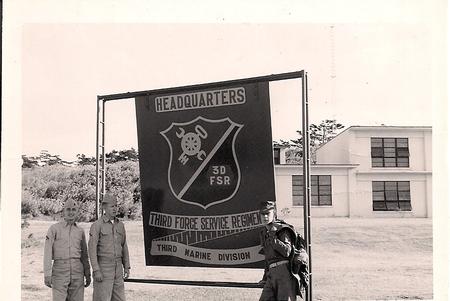 HEADQUARTERS
3D
FSR
THIRD FORCE SERVICE REGIMENT
THIRD MARINE DIVISION